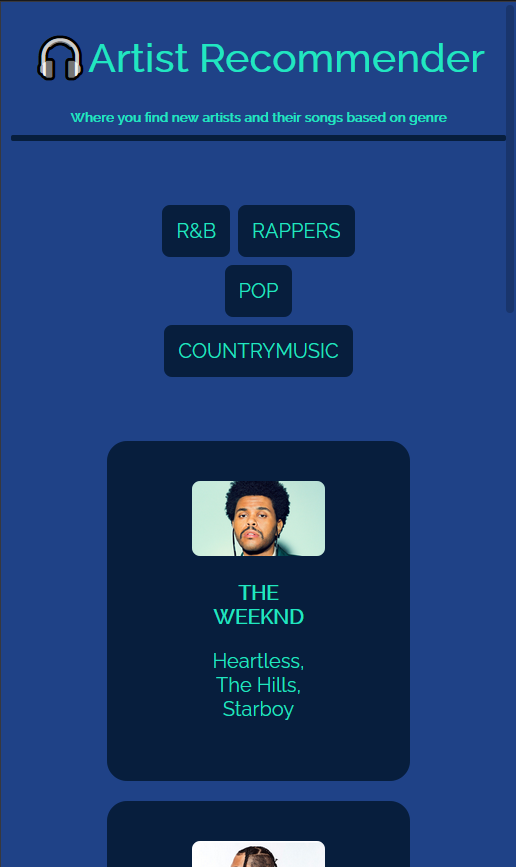 Artist Recommender
Where you find new artists and their songs based on genre
R&B RAPPERS
POP
COUNTRYMUSIC
THE
WEEKND
Heartless,
The Hills,
Starboy